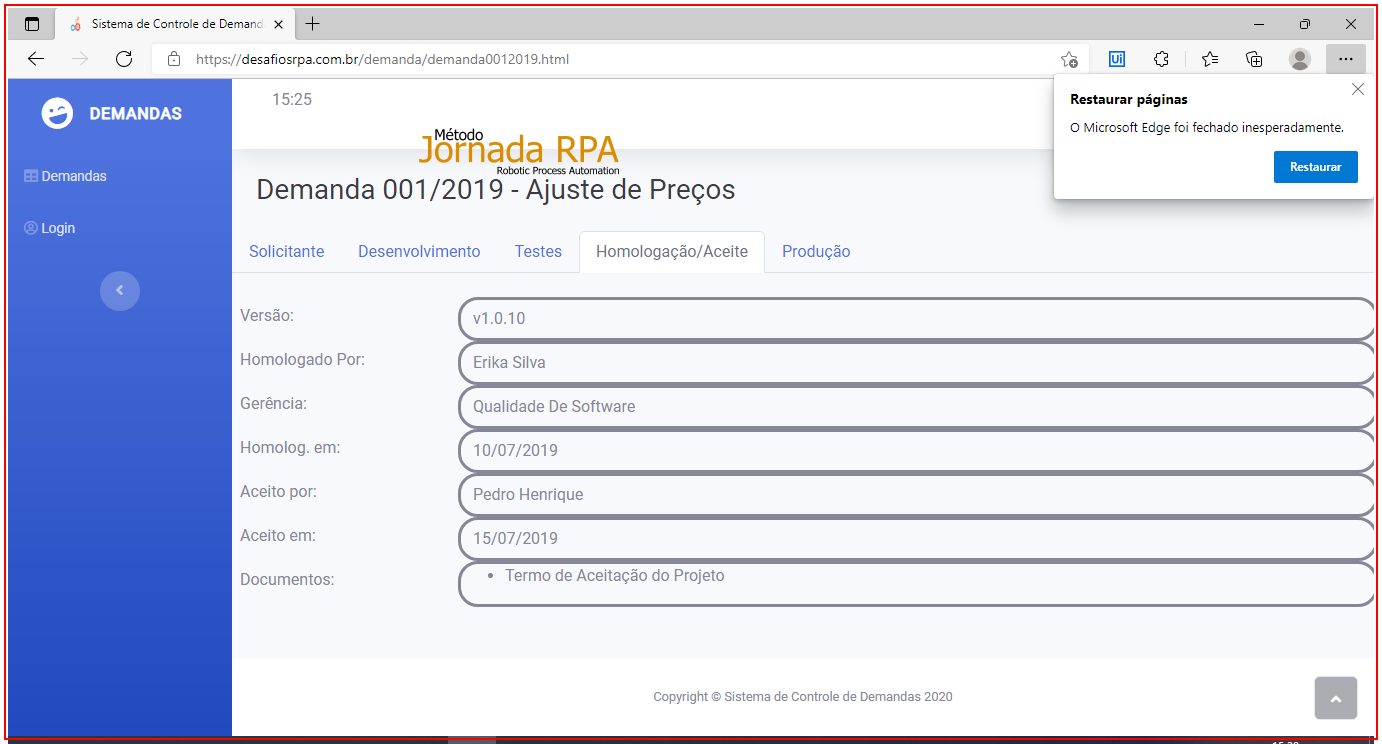 Sistema de Controle de Demand
https://desafiosrpa.com.br/demanda/demanda0012019.html
Ui
Restaurar páginas
O Microsoft Edge foi fechado inesperadamente.
Restaurar
DEMANDAS
Demandas
Login
15:25
Método
Jornada RPA
Robotic Process Automation
Demanda 001/2019 - Ajuste de Preços
Solicitante Desenvolvimento Testes Homologação/Aceite Produção
Versão: v1.0.10
Homologado Por: Erika Silva
Gerência: Qualidade De Software
Homolog. em: 10/07/2019
Aceito por: Pedro Henrique
Aceito em: 15/07/2019
Documentos: • Termo de Aceitação do Projeto
Copyright © Sistema de Controle de Demandas 2020